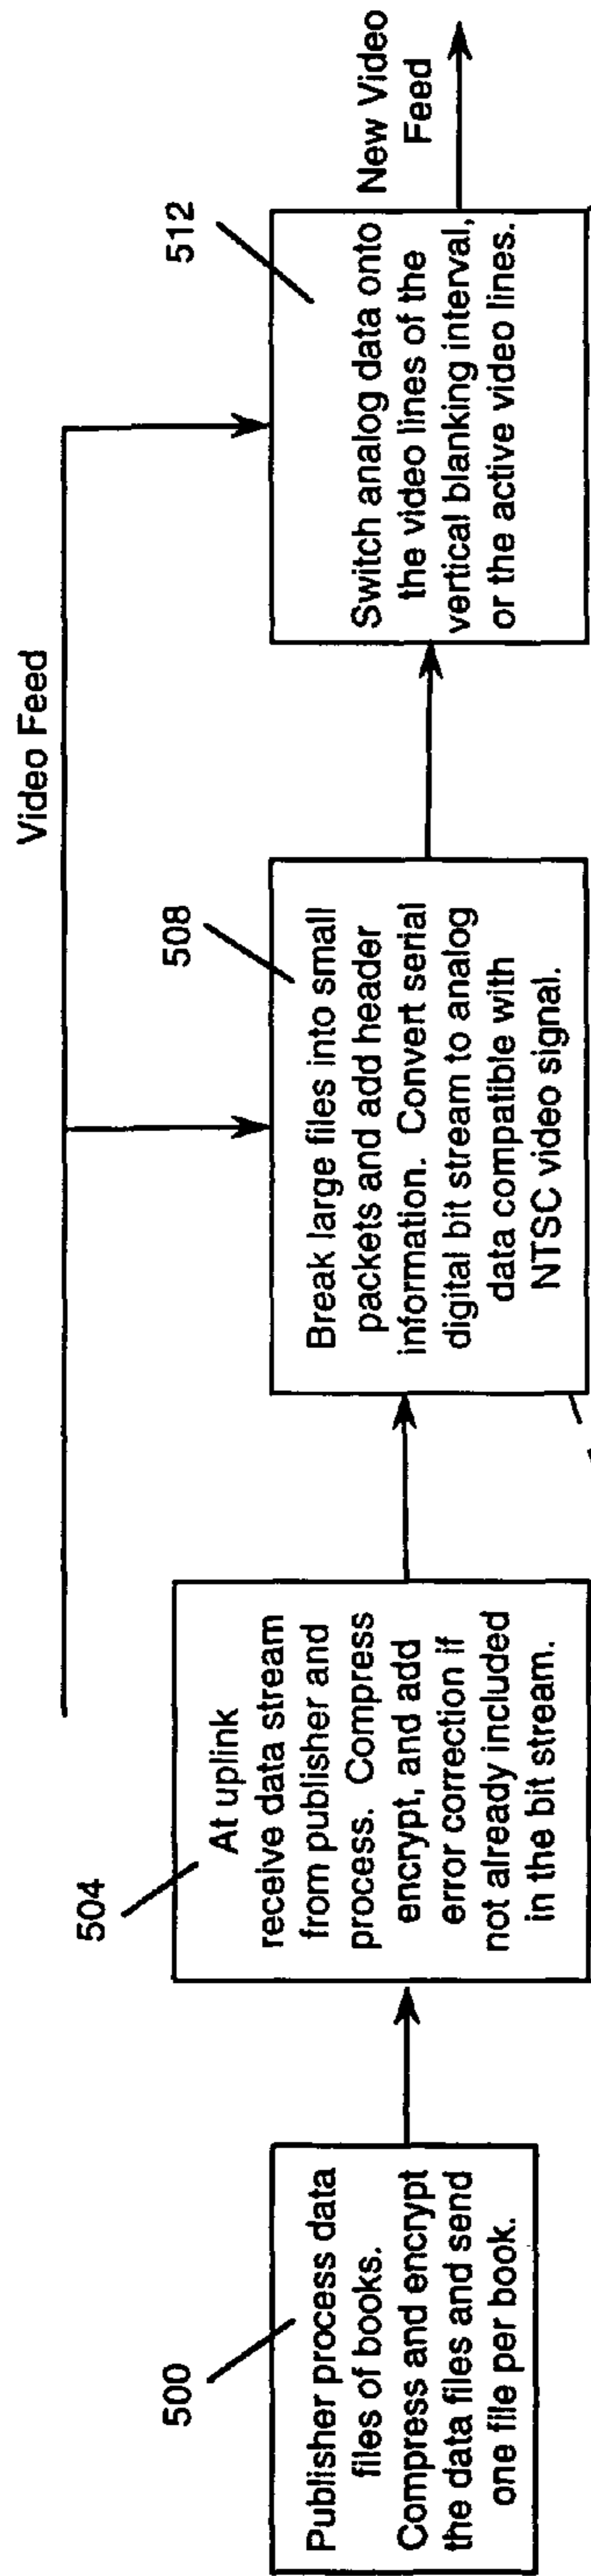 Video Feed
500
Publisher process data
files of books.
Compress and encrypt
the data files and send
one file per book.
504
At uplink
receive data stream
from publisher and
process.  Compress
encrypt, and add
error correction if
not already included
in the bit stream.
508
Break large files into small
packets and add header
information.  Convert serial
digital bit stream to analog
data compatible with
NTSC video signal.
512
Switch analog data onto
the video lines of the
vertical blanking interval,
or the active video lines.
New Video
Feed